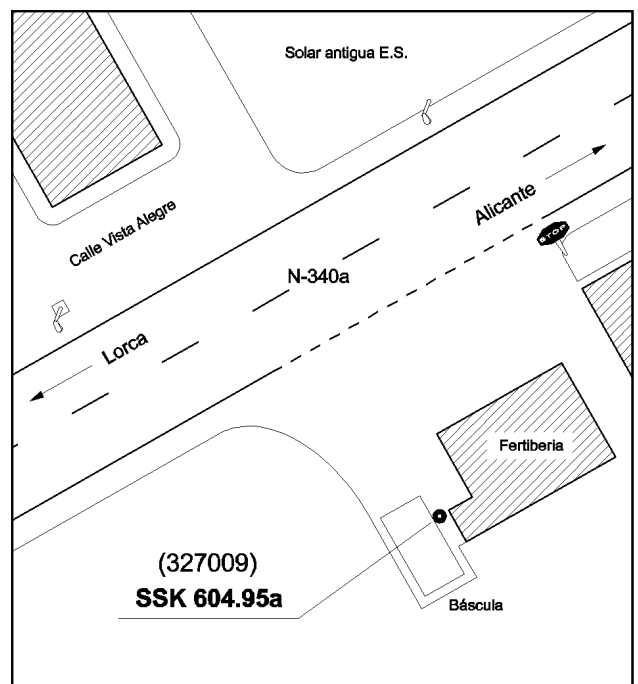 Solar antigua E.S.
Calle Vista Alegre
Alicante
STOP
N-340a
Lorca
Fertiberia
(327009)
SSK 604.95a
Báscula